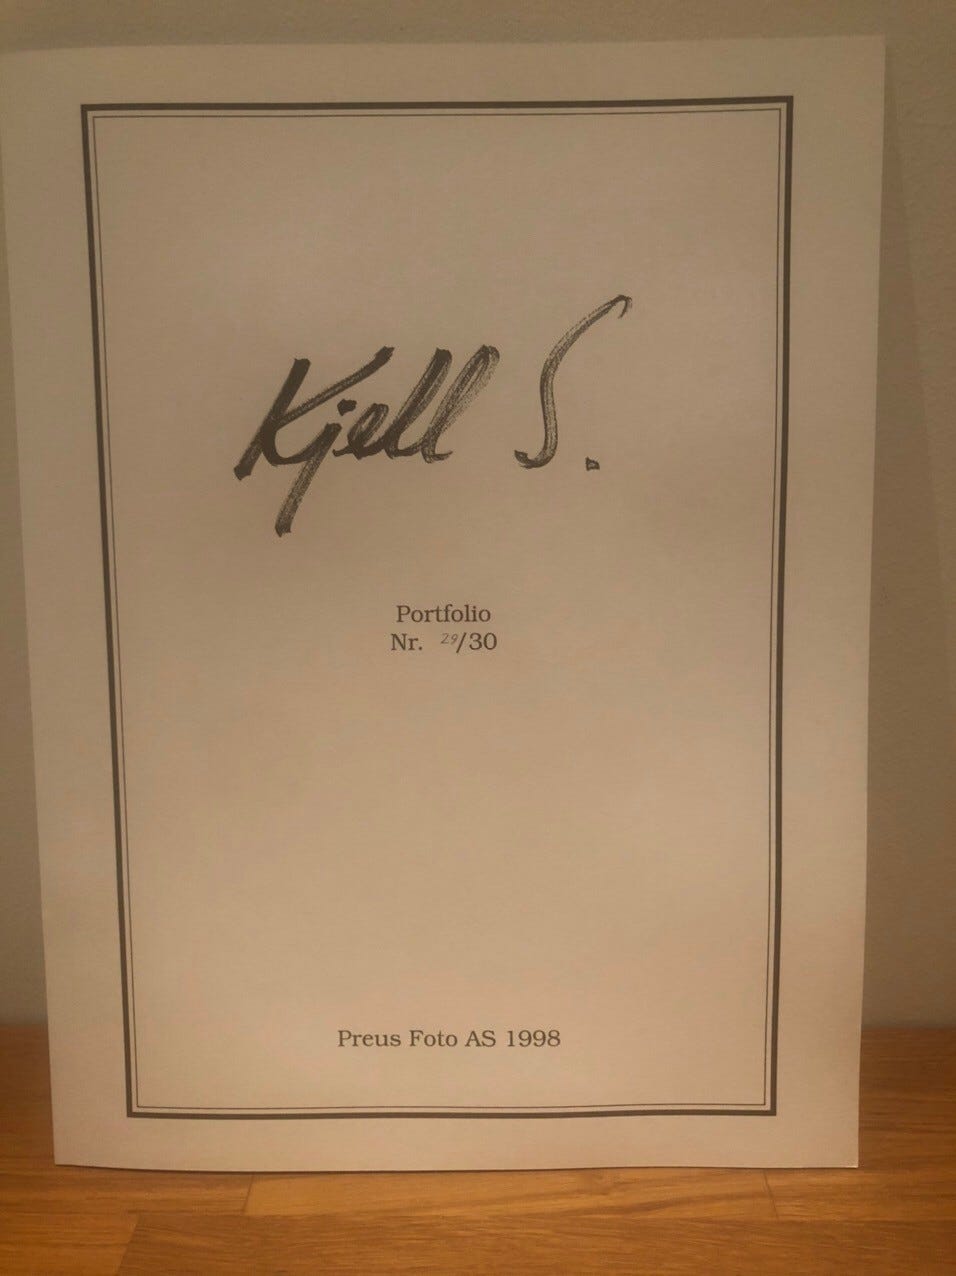 Kjell S.
Portfolio
Nr. 29/30
Preus Foto AS 1998